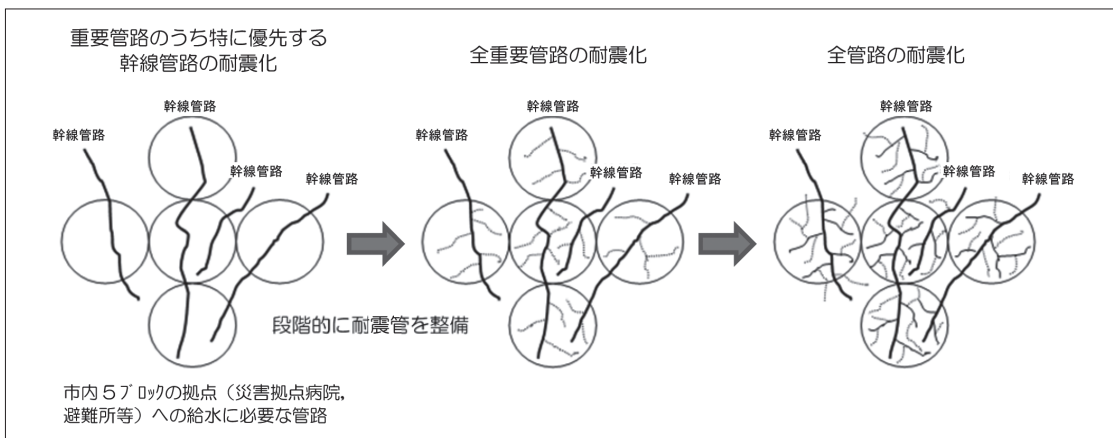 重要管路のうち特に優先する
幹線管路の耐震化
全重要管路の耐震化
全管路の耐震化
幹線管路
幹線管路
幹線管路
幹線管路
幹線管路
幹線管路
幹線管路
幹線管路
幹線管路
幹線管路
幹線管路
幹線管路
段階的に耐震管を整備
市内5ブロックの拠点（災害拠点病院,
避難所等）への給水に必要な管路